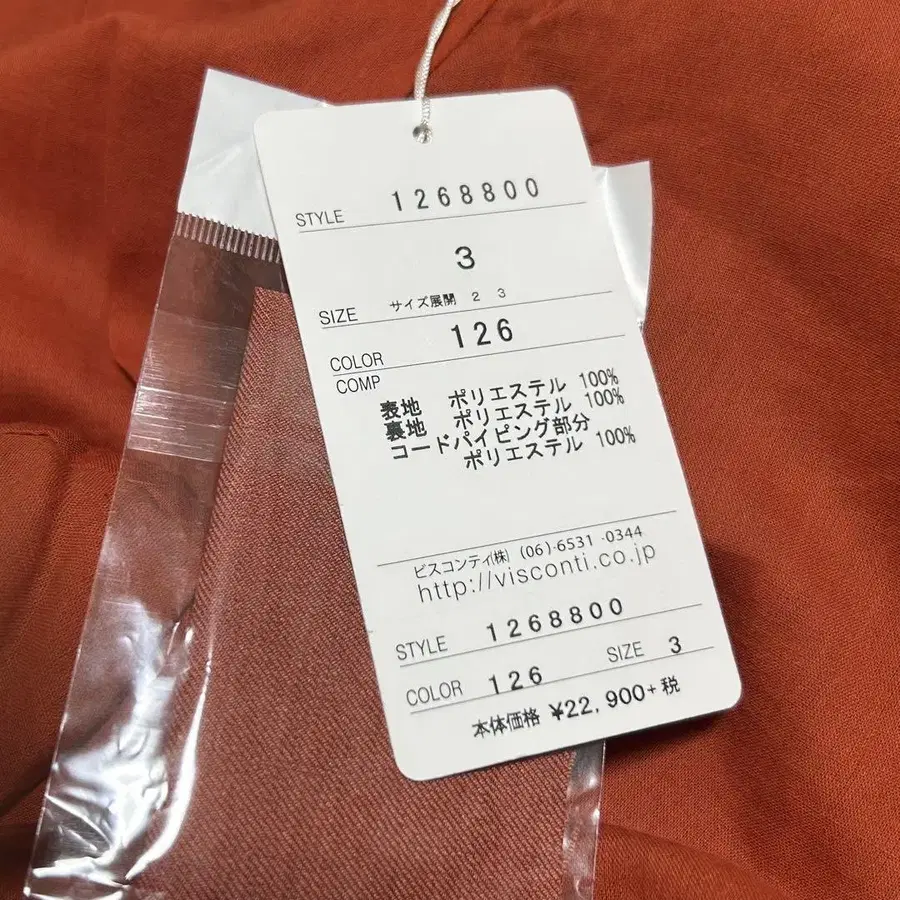 STYLE 1268800
3
SIZE サイズ展開 2 3
COLOR 126
COMP
表地 ポリエステル 100%
裏地 ポリエステル 100%
コードパイピング部分
ポリエステル 100%
ビスコンティ㈱ (06)・6531・0344
http://visconti.co.jp
STYLE 1268800
COLOR 126 SIZE 3
本体価格 ¥22,900+税